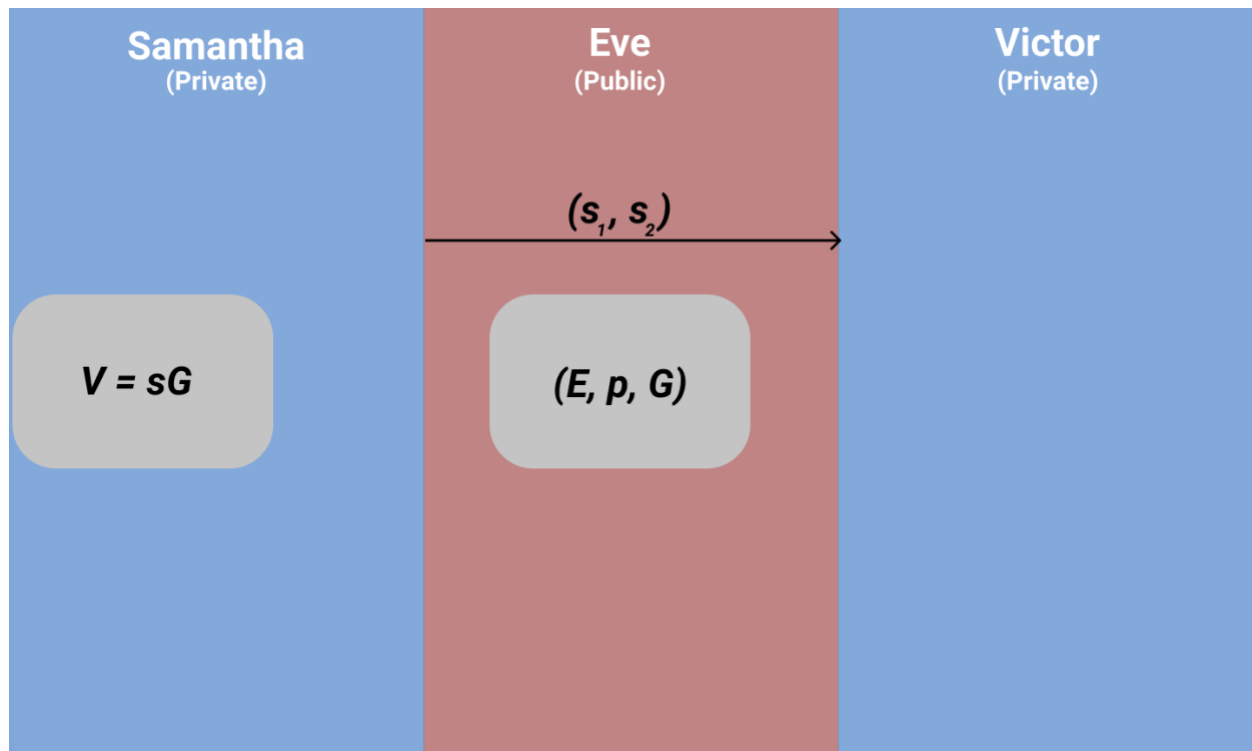 Samantha
(Private)
Eve
(Public)
Victor
(Private)
(s₁, s₂)
V = sG
(E, p, G)